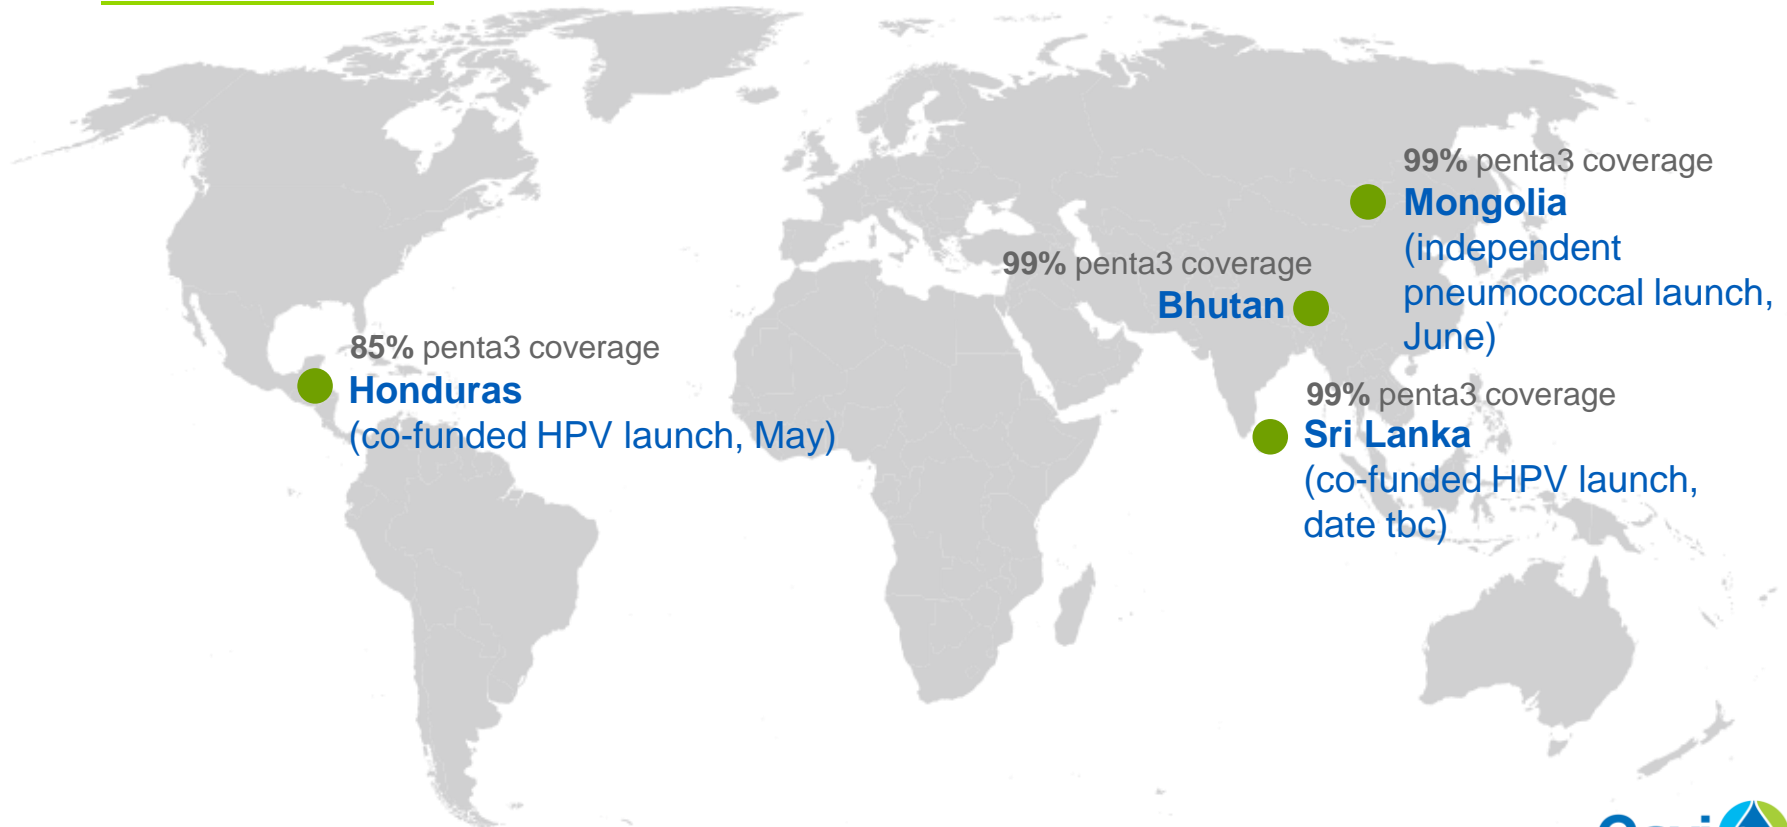 99% penta3 coverage
Mongolia
(independent
pneumococcal launch,
June)
99% penta3 coverage
Bhutan
85% penta3 coverage
Honduras
(co-funded HPV launch, May)
99% penta3 coverage
Sri Lanka
(co-funded HPV launch,
date tbc)